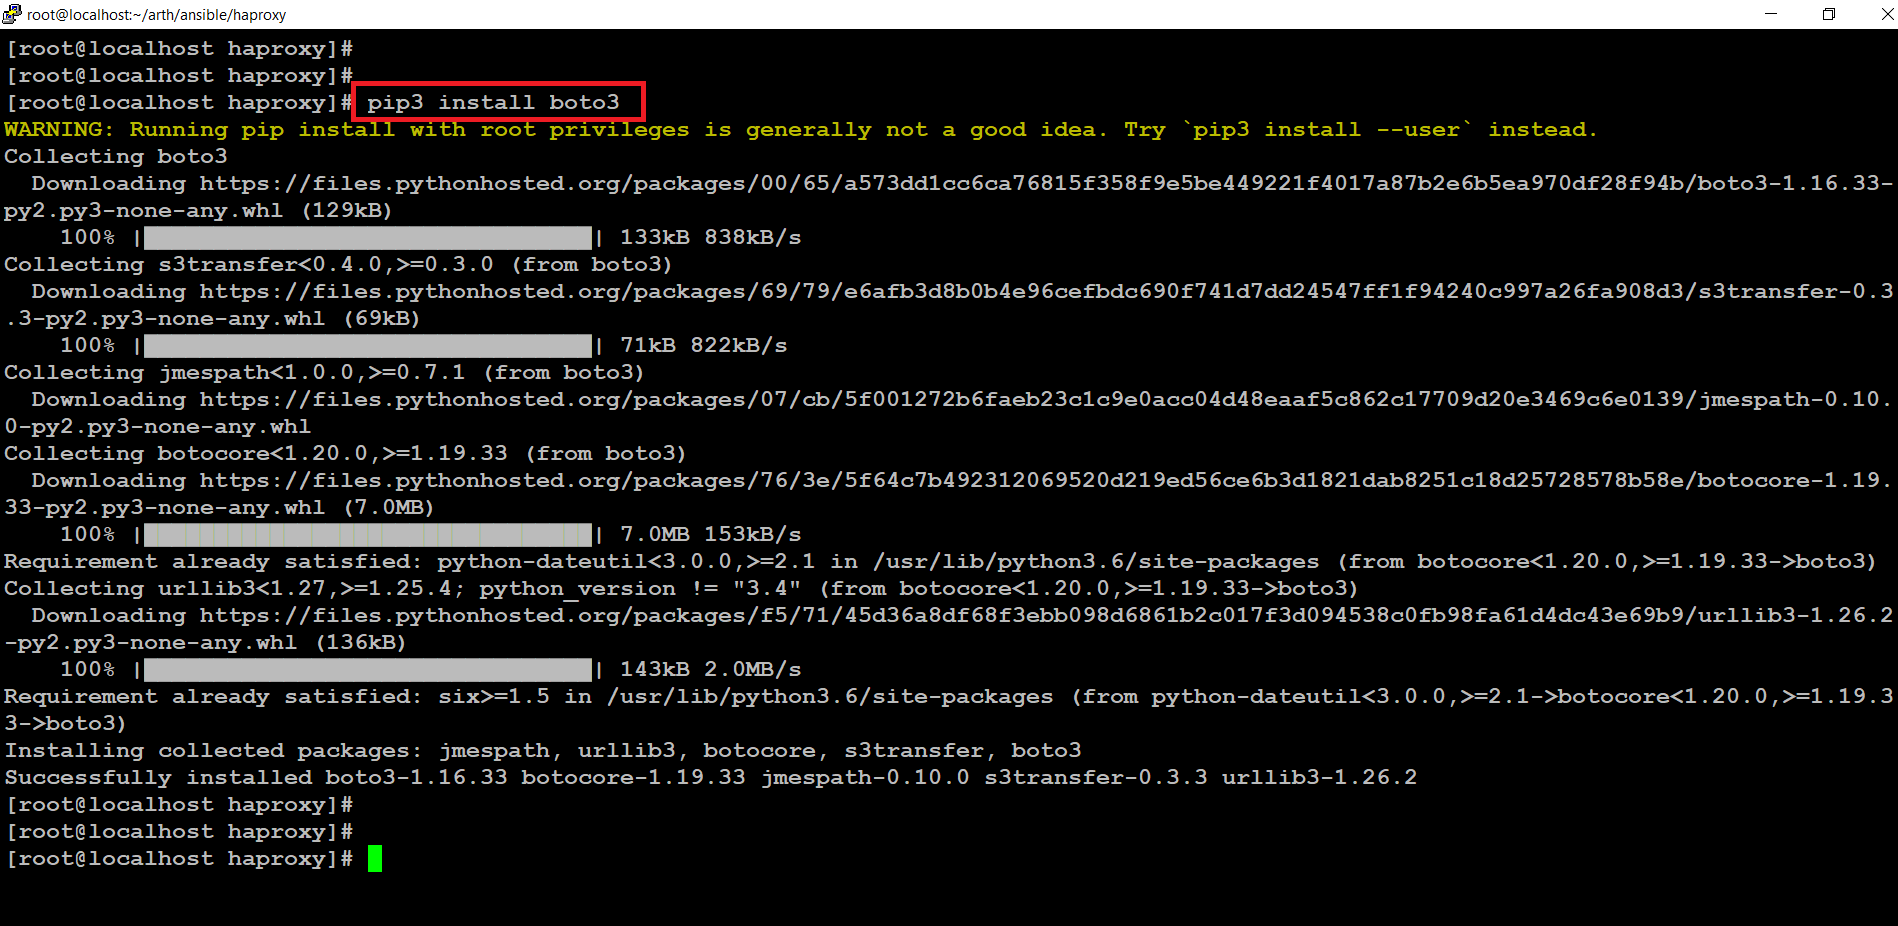 root@localhost:~/arth/ansible/haproxy
[root@localhost haproxy]#
[root@localhost haproxy]#
[root@localhost haproxy]# pip3 install boto3
WARNING: Running pip install with root privileges is generally not a good idea. Try `pip3 install --user` instead.
Collecting boto3
  Downloading https://files.pythonhosted.org/packages/00/65/a573dd1cc6ca76815f358f9e5be449221f4017a87b2e6b5ea970df28f94b/boto3-1.16.33-
py2.py3-none-any.whl (129kB)
    100% |████████████████████████████████| 133kB 838kB/s
Collecting s3transfer<0.4.0,>=0.3.0 (from boto3)
  Downloading https://files.pythonhosted.org/packages/69/79/e6afb3d8b0b4e96cefbdc690f741d7dd24547ff1f94240c997a26fa908d3/s3transfer-0.3
.3-py2.py3-none-any.whl (69kB)
    100% |████████████████████████████████| 71kB 822kB/s
Collecting jmespath<1.0.0,>=0.7.1 (from boto3)
  Downloading https://files.pythonhosted.org/packages/07/cb/5f001272b6faeb23c1c9e0acc04d48eaaf5c862c17709d20e3469c6e0139/jmespath-0.10.
0-py2.py3-none-any.whl
Collecting botocore<1.20.0,>=1.19.33 (from boto3)
  Downloading https://files.pythonhosted.org/packages/76/3e/5f64c7b492312069520d219ed56ce6b3d1821dab8251c18d25728578b58e/botocore-1.19.
33-py2.py3-none-any.whl (7.0MB)
    100% |████████████████████████████████| 7.0MB 153kB/s
Requirement already satisfied: python-dateutil<3.0.0,>=2.1 in /usr/lib/python3.6/site-packages (from botocore<1.20.0,>=1.19.33->boto3)
Collecting urllib3<1.27,>=1.25.4; python_version != "3.4" (from botocore<1.20.0,>=1.19.33->boto3)
  Downloading https://files.pythonhosted.org/packages/f5/71/45d36a8df68f3ebb098d6861b2c017f3d094538c0fb98fa61d4dc43e69b9/urllib3-1.26.2
-py2.py3-none-any.whl (136kB)
    100% |████████████████████████████████| 143kB 2.0MB/s
Requirement already satisfied: six>=1.5 in /usr/lib/python3.6/site-packages (from python-dateutil<3.0.0,>=2.1->botocore<1.20.0,>=1.19.3
3->boto3)
Installing collected packages: jmespath, urllib3, botocore, s3transfer, boto3
Successfully installed boto3-1.16.33 botocore-1.19.33 jmespath-0.10.0 s3transfer-0.3.3 urllib3-1.26.2
[root@localhost haproxy]#
[root@localhost haproxy]#
[root@localhost haproxy]#